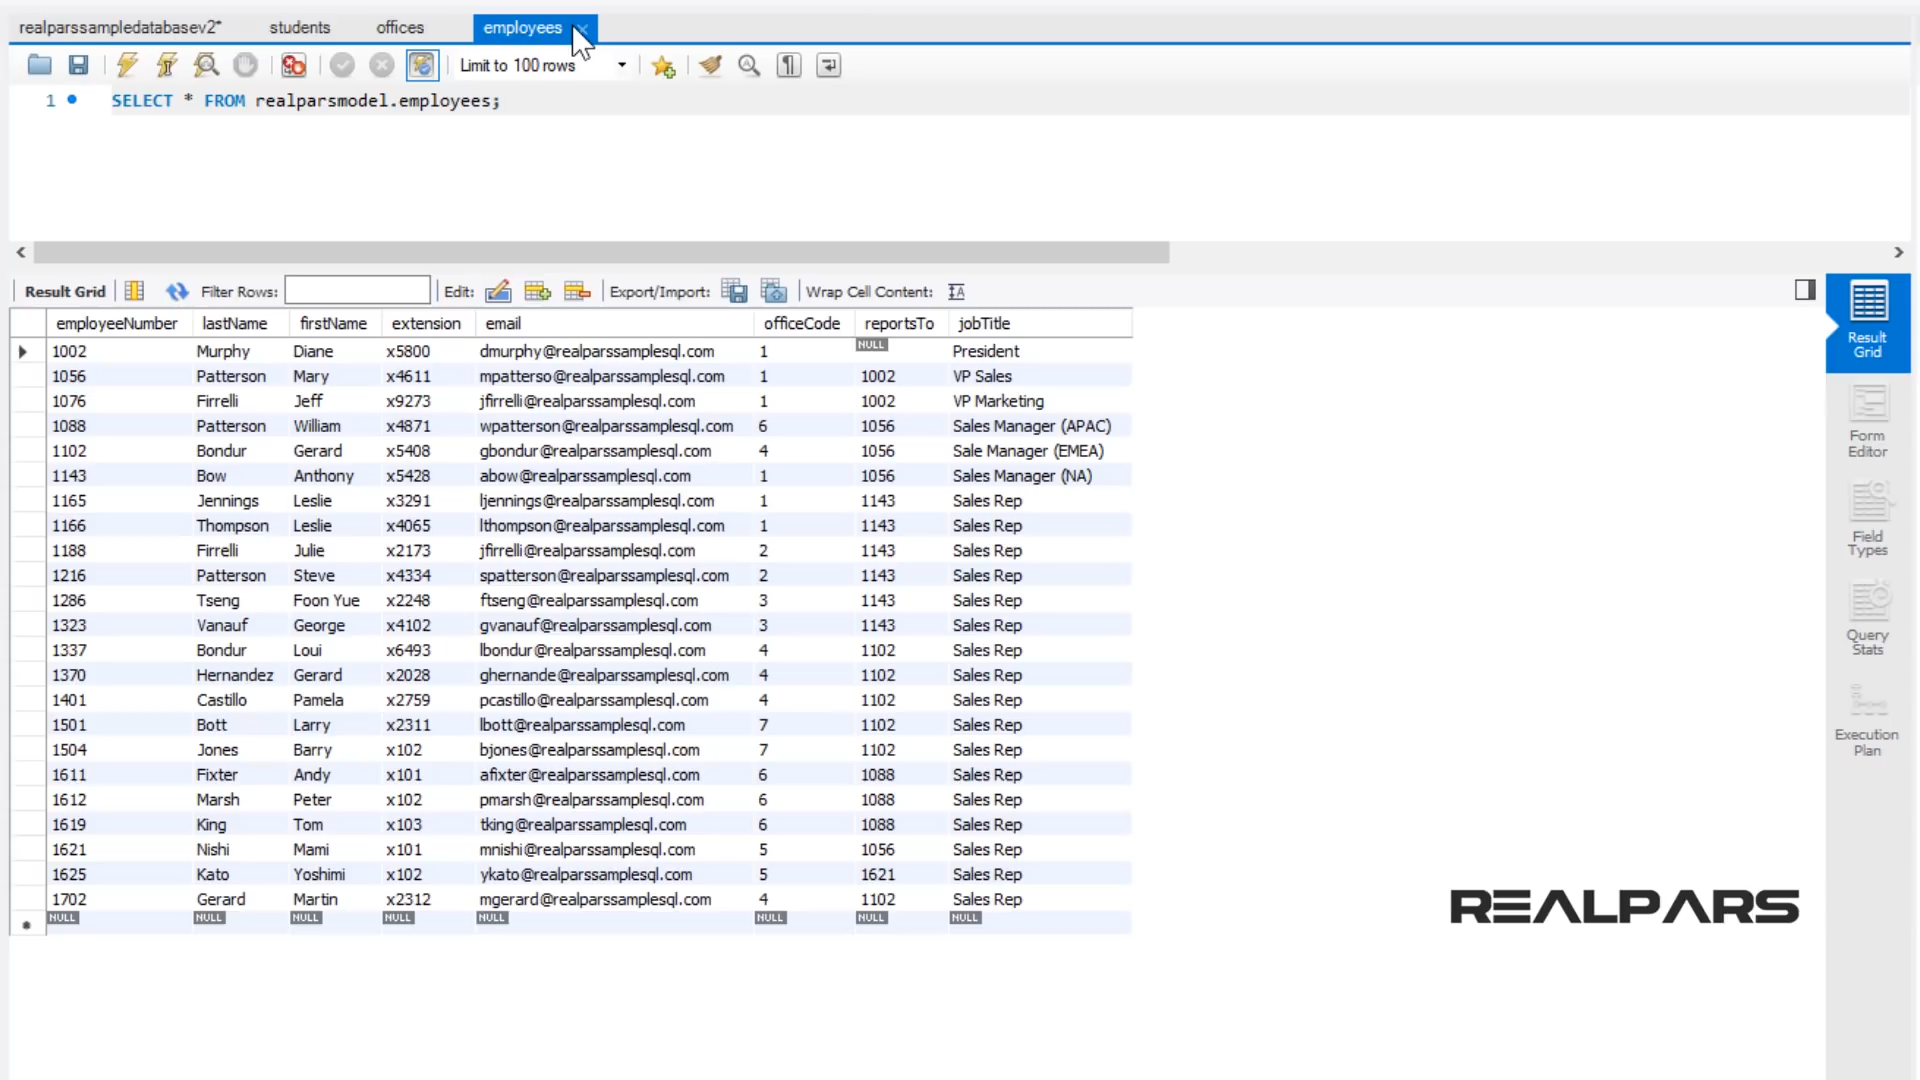 realparssampledatabasev2* students offices employees
Limit to 100 rows
1 SELECT * FROM realparsmodel.employees;
Result Grid Filter Rows: Edit: Export/Import: Wrap Cell Content:
employeeNumber lastName firstName extension email officeCode reportsTo jobTitle
1002 Murphy Diane x5800 dmurphy@realparssamplesql.com 1 NULL President
1056 Patterson Mary x4611 mpatterso@realparssamplesql.com 1 1002 VP Sales
1076 Firrelli Jeff x9273 jfirrelli@realparssamplesql.com 1 1002 VP Marketing
1088 Patterson William x4871 wpatterson@realparssamplesql.com 6 1056 Sales Manager (APAC)
1102 Bondur Gerard x5408 gbondur@realparssamplesql.com 4 1056 Sale Manager (EMEA)
1143 Bow Anthony x5428 abow@realparssamplesql.com 1 1056 Sales Manager (NA)
1165 Jennings Leslie x3291 ljennings@realparssamplesql.com 1 1143 Sales Rep
1166 Thompson Leslie x4065 lthompson@realparssamplesql.com 1 1143 Sales Rep
1188 Firrelli Julie x2173 jfirrelli@realparssamplesql.com 2 1143 Sales Rep
1216 Patterson Steve x4334 spatterson@realparssamplesql.com 2 1143 Sales Rep
1286 Tseng Foon Yue x2248 ftseng@realparssamplesql.com 3 1143 Sales Rep
1323 Vanauf George x4102 gvanauf@realparssamplesql.com 3 1143 Sales Rep
1337 Bondur Loui x6493 lbondur@realparssamplesql.com 4 1102 Sales Rep
1370 Hernandez Gerard x2028 ghernande@realparssamplesql.com 4 1102 Sales Rep
1401 Castillo Pamela x2759 pcastillo@realparssamplesql.com 4 1102 Sales Rep
1501 Bott Larry x2311 lbott@realparssamplesql.com 7 1102 Sales Rep
1504 Jones Barry x102 bjones@realparssamplesql.com 7 1102 Sales Rep
1611 Fixter Andy x101 afixter@realparssamplesql.com 6 1088 Sales Rep
1612 Marsh Peter x102 pmarsh@realparssamplesql.com 6 1088 Sales Rep
1619 King Tom x103 tking@realparssamplesql.com 6 1088 Sales Rep
1621 Nishi Mami x101 mnishi@realparssamplesql.com 5 1056 Sales Rep
1625 Kato Yoshimi x102 ykato@realparssamplesql.com 5 1621 Sales Rep
1702 Gerard Martin x2312 mgerard@realparssamplesql.com 4 1102 Sales Rep
NULL NULL NULL NULL NULL NULL NULL NULL
Result
Grid
Form
Editor
Field
Types
Query
Stats
Execution
Plan
REALPARS